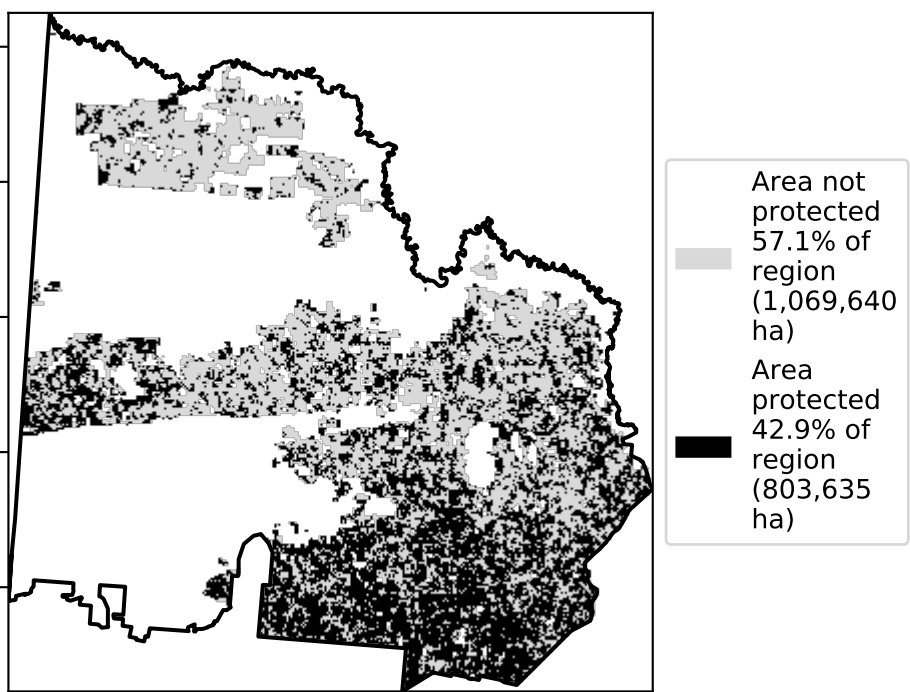 Area not
protected
57.1% of
region
(1,069,640
ha)
Area
protected
42.9% of
region
(803,635
ha)